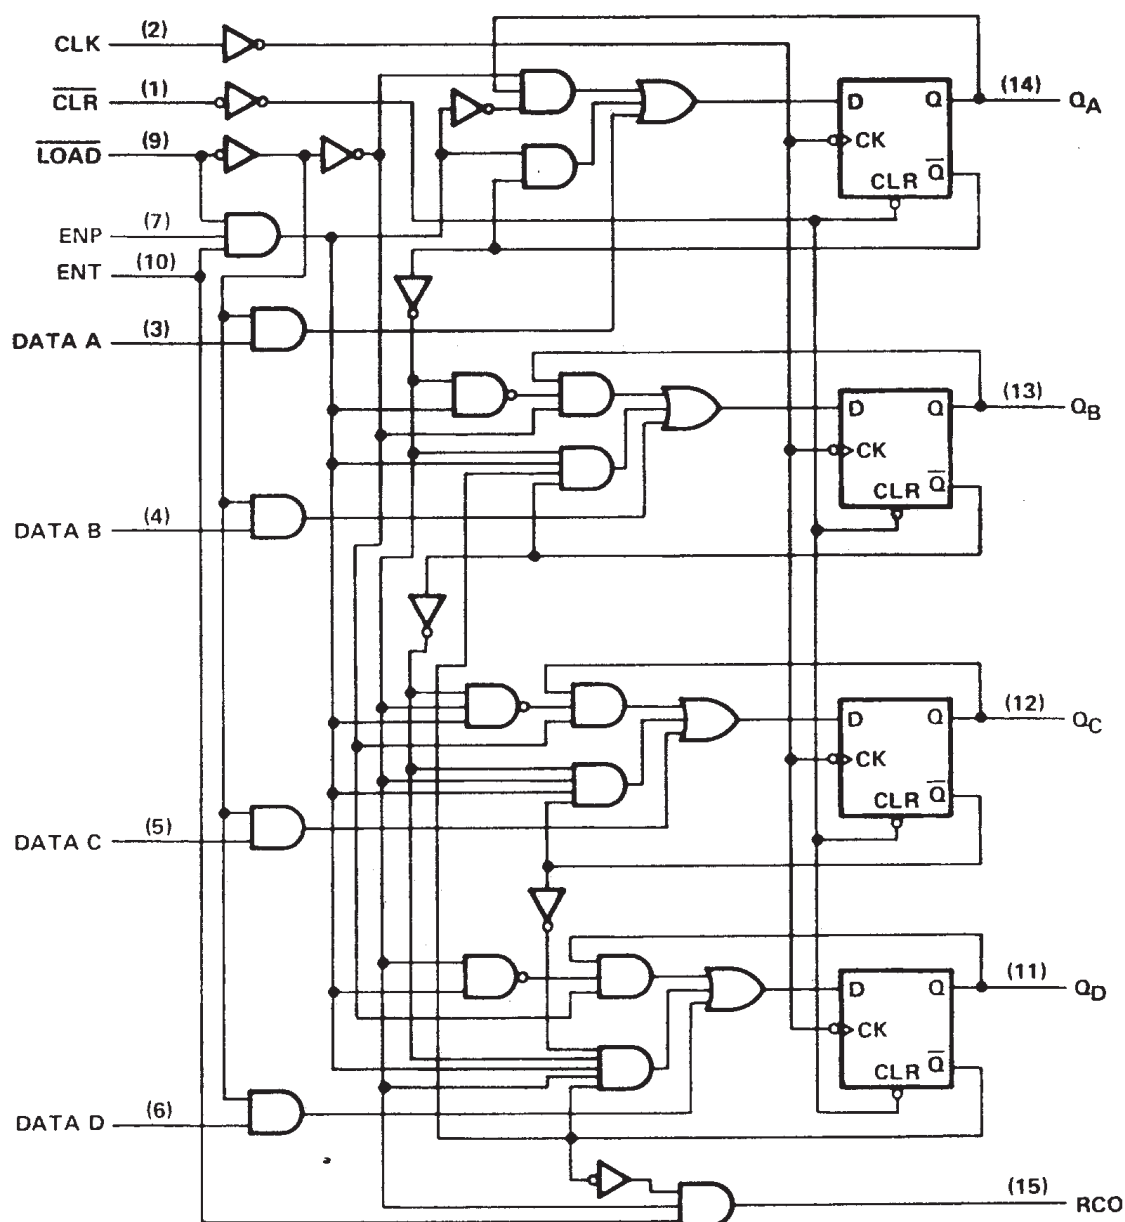 CLK (2)
CLR (1)
LOAD (9)
ENP (7)
ENT (10)
DATA A (3)
DATA B (4)
DATA C (5)
DATA D (6)
D Q (14) QA
CK
CLR Q
D Q (13) QB
CK
CLR Q
D Q (12) QC
CK
CLR Q
D Q (11) QD
CK
CLR Q
(15) RCO